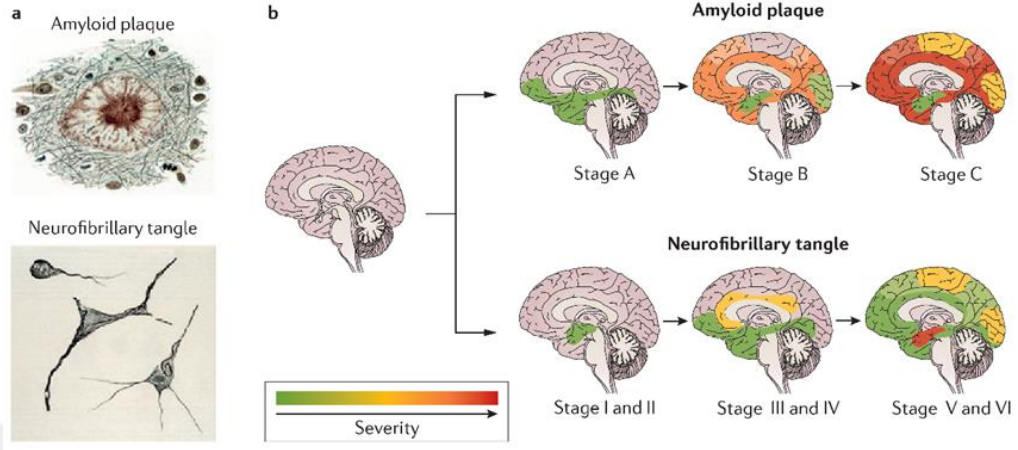 a
Amyloid plaque
Neurofibrillary tangle
b
Amyloid plaque
Stage A
Stage B
Stage C
Neurofibrillary tangle
Stage I and II
Stage III and IV
Stage V and VI
Severity